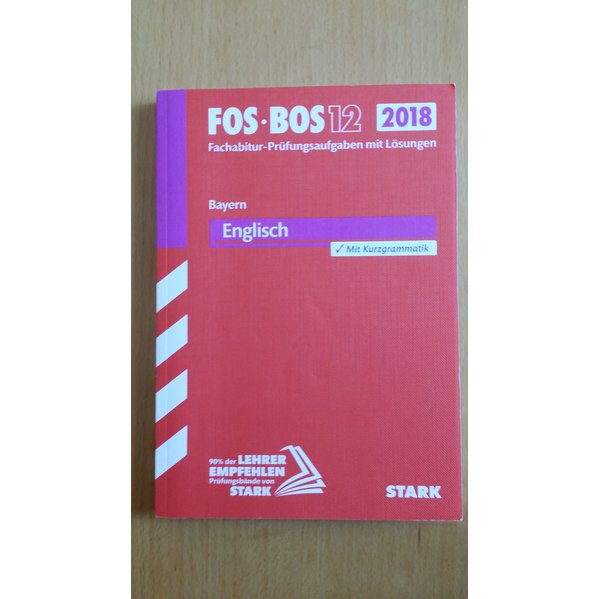 FOS·BOS 12 2018
Fachabitur-Prüfungsaufgaben mit Lösungen
Bayern
Englisch
✓ Mit Kurzgrammatik
90% der LEHRER
EMPFEHLEN
Prüfungsbände von
STARK
STARK